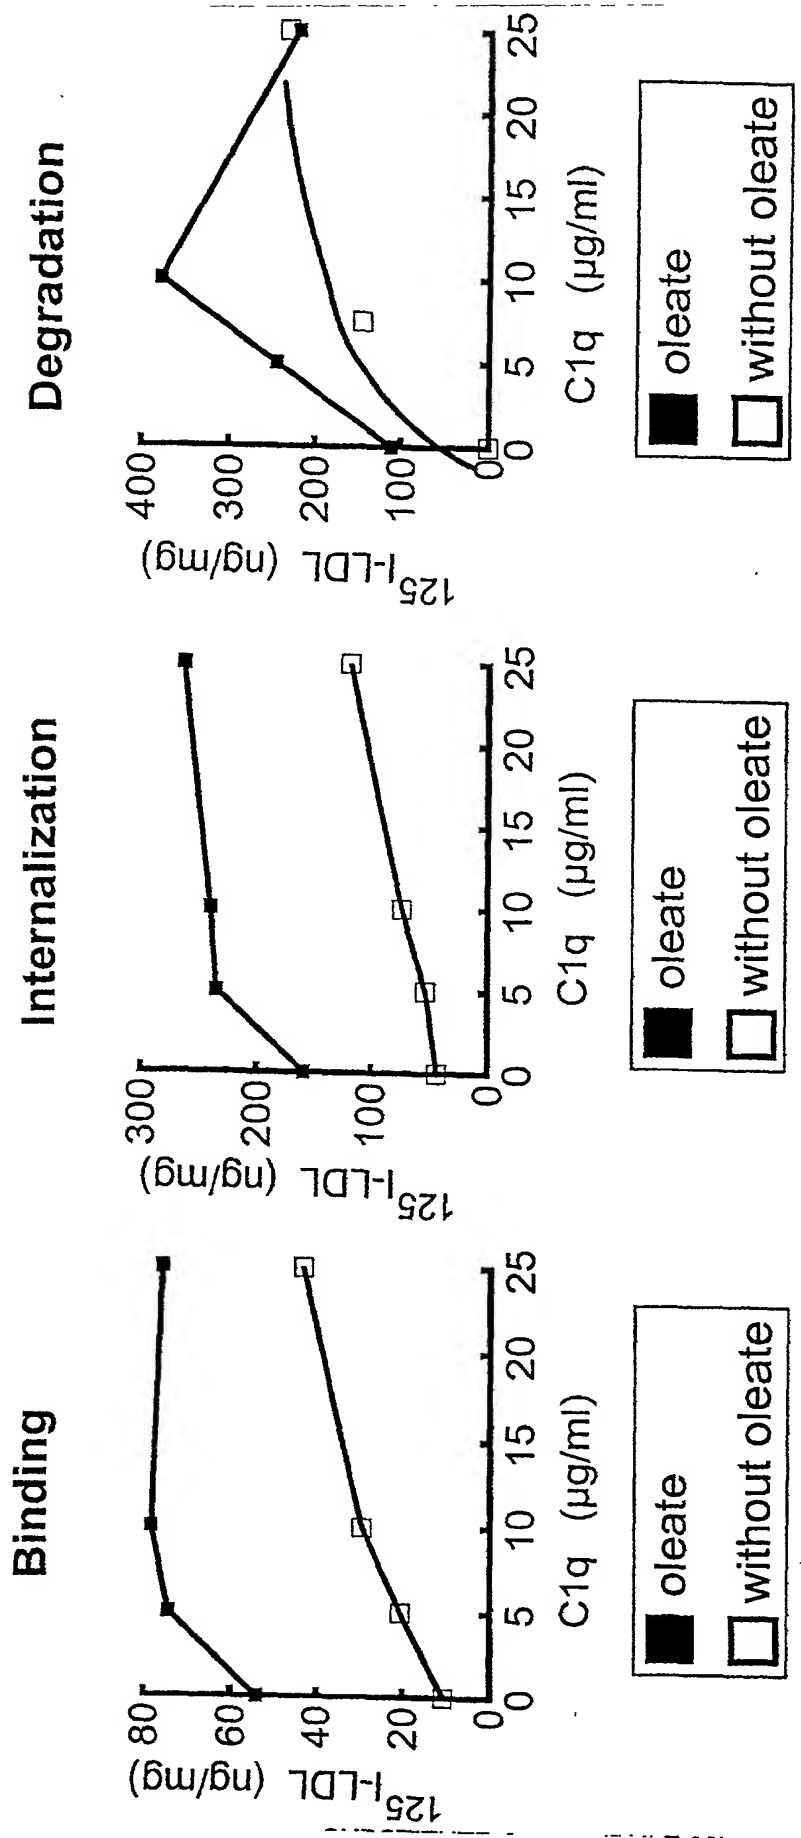 Binding
80
60
40
20
0
¹²⁵I-LDL (ng/mg)
0 5 10 15 20 25
C1q (µg/ml)
oleate
without oleate
Internalization
300
200
100
0
¹²⁵I-LDL (ng/mg)
0 5 10 15 20 25
C1q (µg/ml)
oleate
without oleate
Degradation
400
300
200
100
0
¹²⁵I-LDL (ng/mg)
0 5 10 15 20 25
C1q (µg/ml)
oleate
without oleate